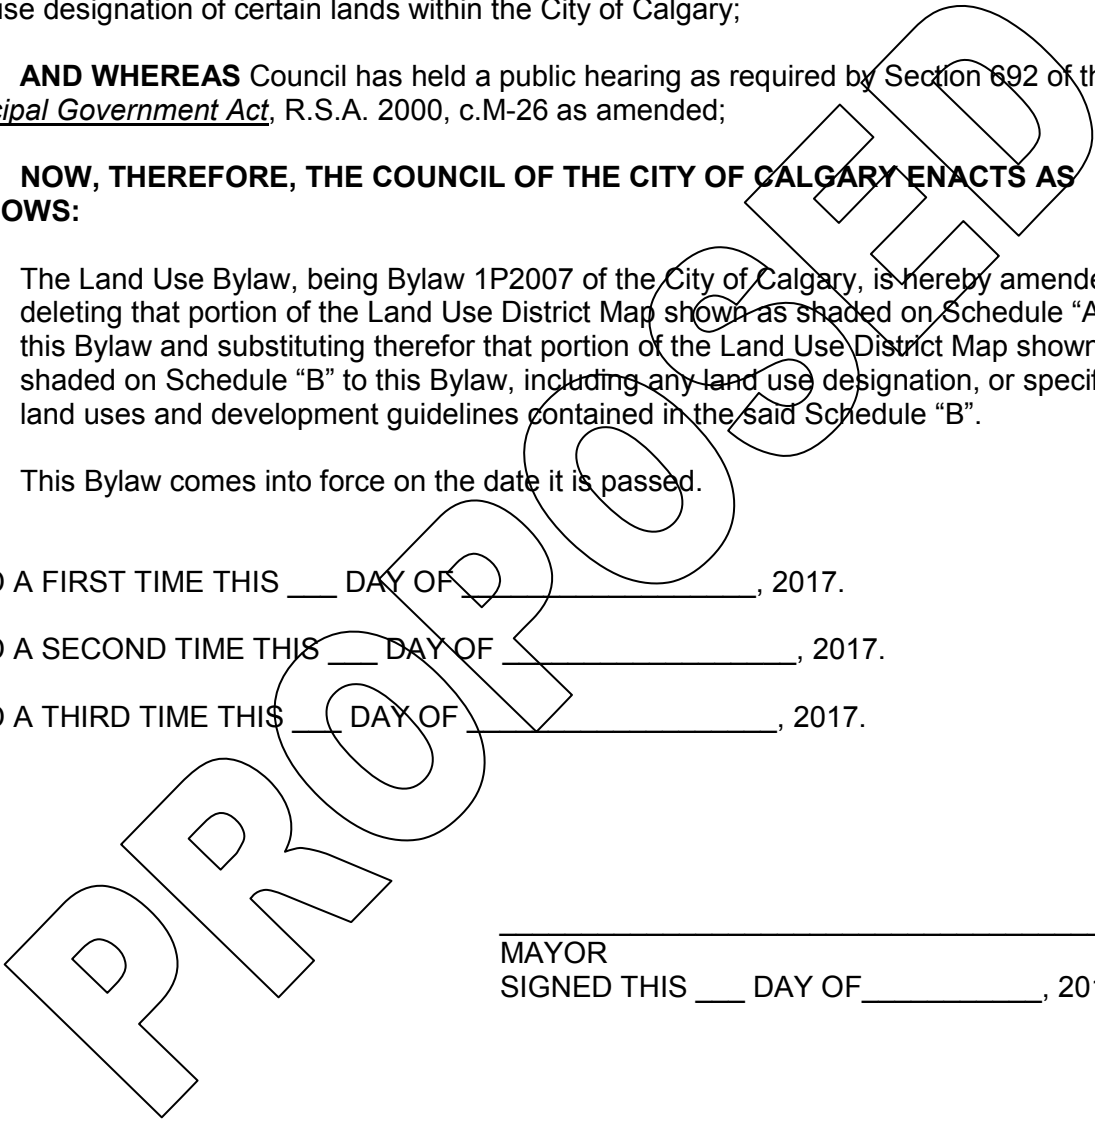 use designation of certain lands within the City of Calgary;
AND WHEREAS Council has held a public hearing as required by Section 692 of th
cipal Government Act, R.S.A. 2000, c.M-26 as amended;
NOW, THEREFORE, THE COUNCIL OF THE CITY OF CALGARY ENACTS AS
OWS:
The Land Use Bylaw, being Bylaw 1P2007 of the City of Calgary, is hereby amende
deleting that portion of the Land Use District Map shown as shaded on Schedule “A
this Bylaw and substituting therefor that portion of the Land Use District Map shown
shaded on Schedule “B” to this Bylaw, including any land use designation, or specif
land uses and development guidelines contained in the said Schedule “B”.
This Bylaw comes into force on the date it is passed.
D A FIRST TIME THIS ___ DAY OF __________________, 2017.
D A SECOND TIME THIS ___ DAY OF __________________, 2017.
D A THIRD TIME THIS ___ DAY OF ___________________, 2017.
MAYOR
SIGNED THIS ___ DAY OF___________, 201
PROPOSED